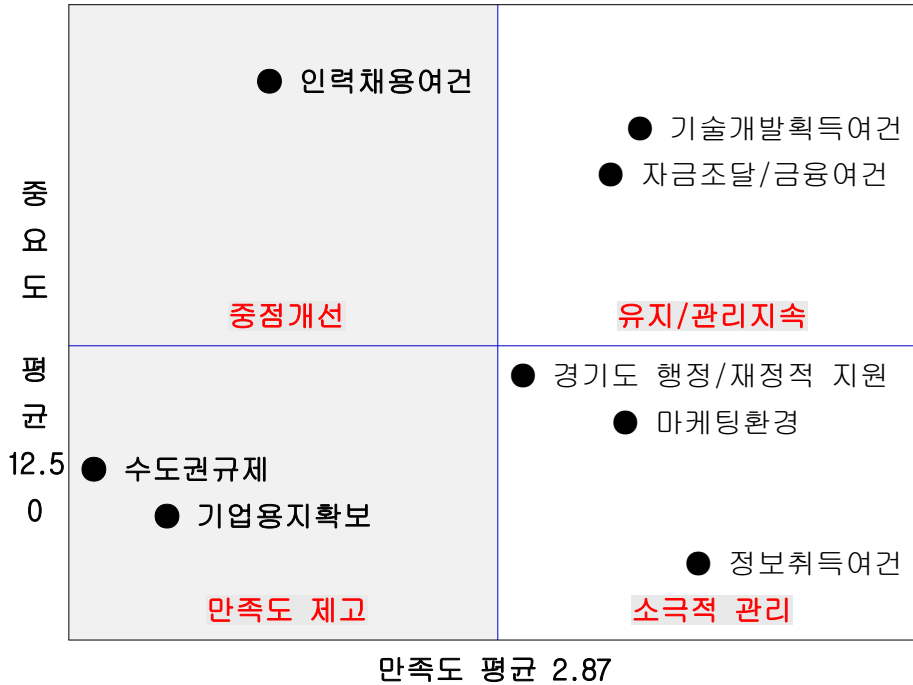 인력채용여건
기술개발획득여건
자금조달/금융여건
중
요
도
평
균
12.5
0
중점개선
유지/관리지속
경기도 행정/재정적 지원
마케팅환경
수도권규제
기업용지확보
정보취득여건
만족도 제고
소극적 관리
만족도 평균 2.87